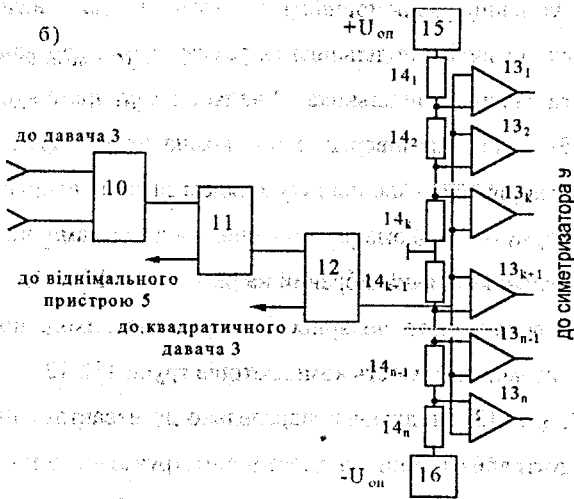 б)
+U оп
15
14₁
13₁
14₂
13₂
до давача 3
10
11
12
14k
13k
14k+1
13k+1
до віднімального
пристрою 5
до квадратичного
давача 3
14n-1
13n-1
14n
13n
-U оп
16
до симетризатора у